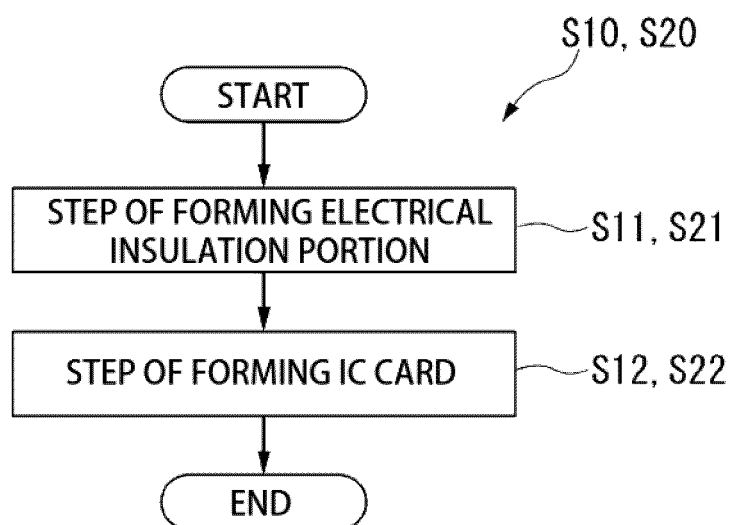 S10, S20
START
STEP OF FORMING ELECTRICAL
INSULATION PORTION
S11, S21
STEP OF FORMING IC CARD
S12, S22
END